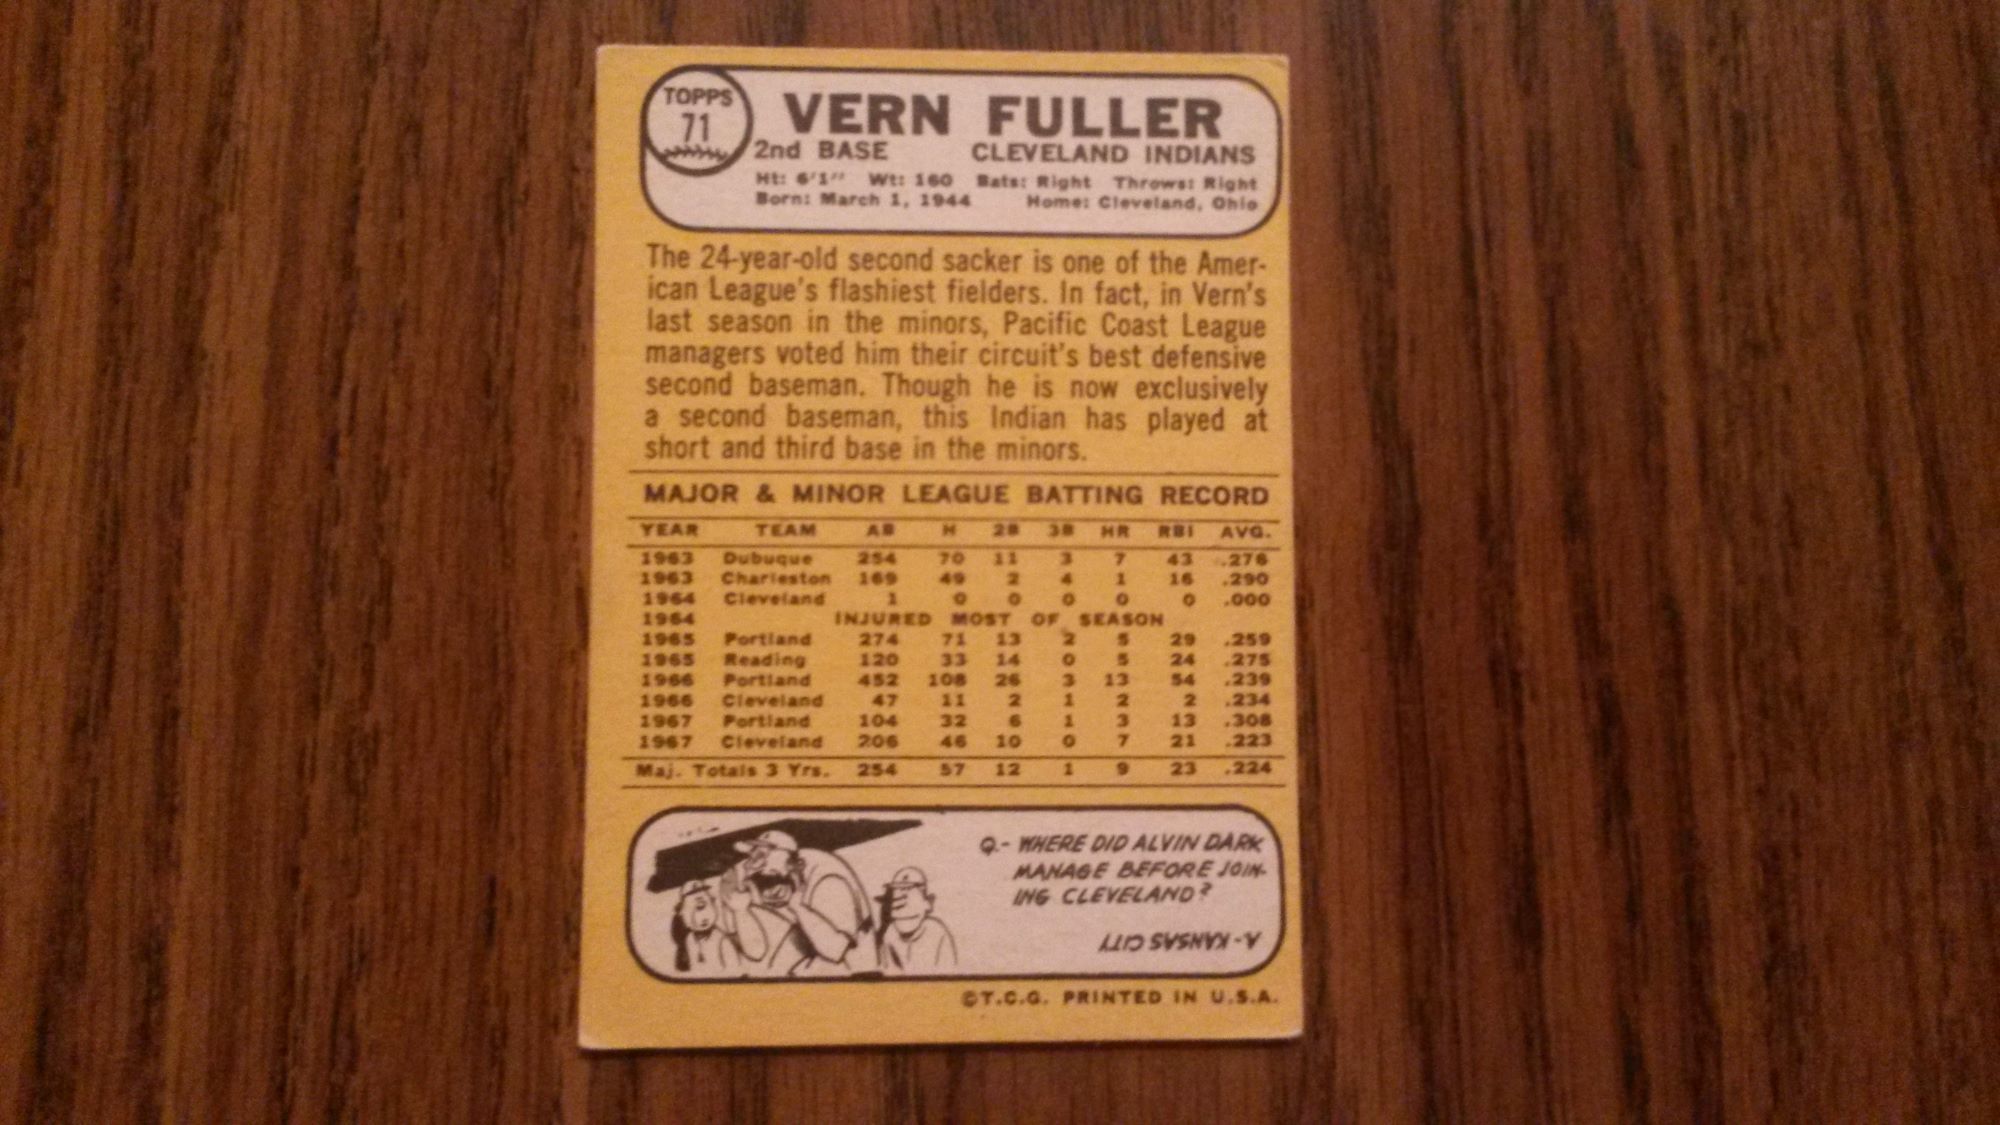 TOPPS
71
VERN FULLER
2nd BASE CLEVELAND INDIANS
Ht: 6'1" Wt: 160 Bats: Right Throws: Right
Born: March 1, 1944 Home: Cleveland, Ohio
The 24-year-old second sacker is one of the Amer-
ican League's flashiest fielders. In fact, in Vern's
last season in the minors, Pacific Coast League
managers voted him their circuit's best defensive
second baseman. Though he is now exclusively
a second baseman, this Indian has played at
short and third base in the minors.
MAJOR & MINOR LEAGUE BATTING RECORD
YEAR TEAM AB H 2B 3B HR RBI AVG.
1963 Dubuque 254 70 11 3 7 43 .276
1963 Charleston 169 49 2 4 1 16 .290
1964 Cleveland 1 0 0 0 0 0 .000
1964 INJURED MOST OF SEASON
1965 Portland 274 71 13 2 5 29 .259
1965 Reading 120 33 14 0 5 24 .275
1966 Portland 452 108 26 3 13 54 .239
1966 Cleveland 47 11 2 1 2 2 .234
1967 Portland 104 32 6 1 3 13 .308
1967 Cleveland 206 46 10 0 7 21 .223
Maj. Totals 3 Yrs. 254 57 12 1 9 23 .224
Q.- WHERE DID ALVIN DARK
MANAGE BEFORE JOIN-
ING CLEVELAND?
A- KANSAS CITY
©T.C.G. PRINTED IN U.S.A.